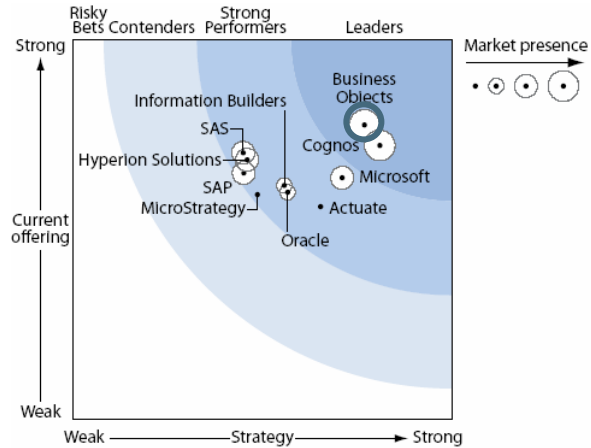 Risky
Bets
Contenders
Strong
Performers
Leaders
Strong
Market presence
Business
Objects
Information Builders
SAS
Cognos
Hyperion Solutions
SAP
Microsoft
MicroStrategy
Actuate
Current
offering
Oracle
Weak
Weak
Strategy
Strong